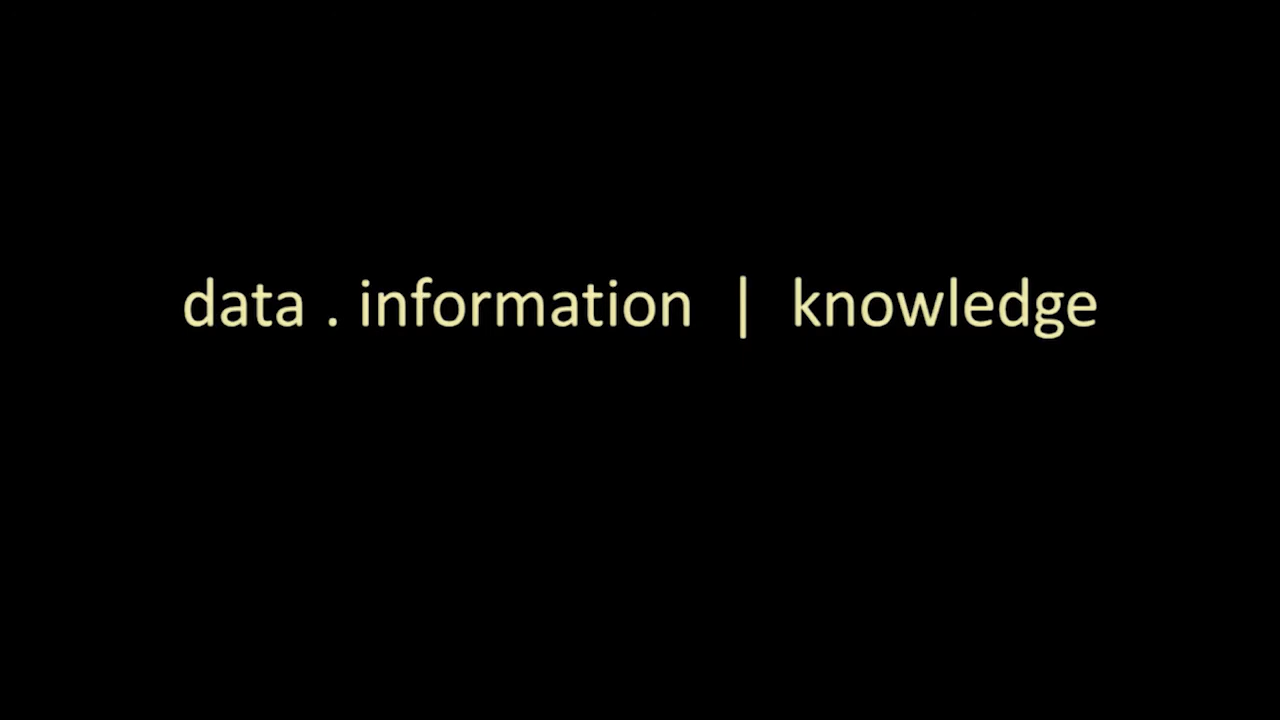 data . information | knowledge